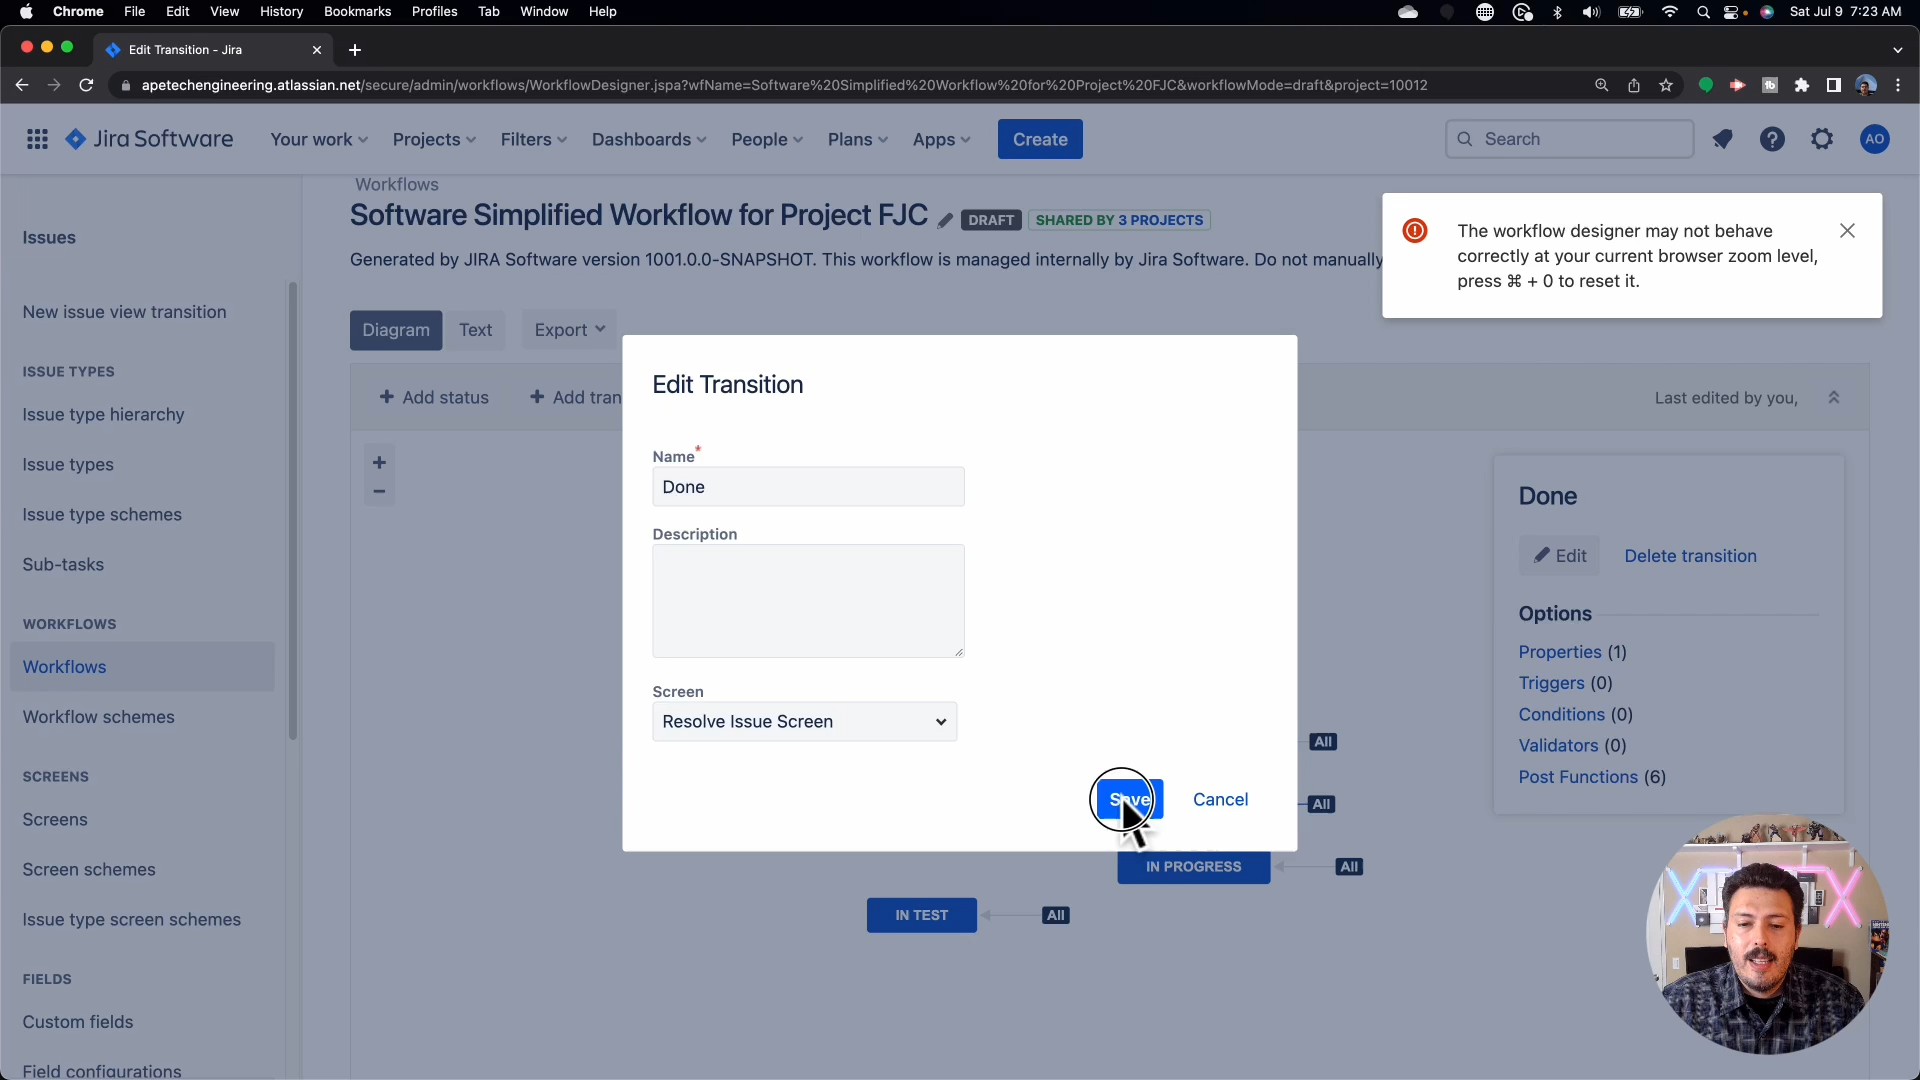 Chrome File Edit View History Bookmarks Profiles Tab Window Help
Sat Jul 9 7:23 AM
Edit Transition - Jira
apetechengineering.atlassian.net/secure/admin/workflows/WorkflowDesigner.jspa?wfName=Software%20Simplified%20Workflow%20for%20Project%20FJC&workflowMode=draft&project=10012
Jira Software
Your work Projects Filters Dashboards People Plans Apps Create
Search
AO
Workflows
Software Simplified Workflow for Project FJC DRAFT SHARED BY 3 PROJECTS
Generated by JIRA Software version 1001.0.0-SNAPSHOT. This workflow is managed internally by Jira Software. Do not manually
The workflow designer may not behave
correctly at your current browser zoom level,
press ⌘ + 0 to reset it.
Issues
New issue view transition
ISSUE TYPES
Issue type hierarchy
Issue types
Issue type schemes
Sub-tasks
WORKFLOWS
Workflows
Workflow schemes
SCREENS
Screens
Screen schemes
Issue type screen schemes
FIELDS
Custom fields
Field configurations
Diagram Text Export
+ Add status + Add tran
Last edited by you,
+
−
Edit Transition
Name*
Done
Description
Screen
Resolve Issue Screen
Save Cancel
All
All
IN PROGRESS All
IN TEST All
Done
Edit Delete transition
Options
Properties (1)
Triggers (0)
Conditions (0)
Validators (0)
Post Functions (6)